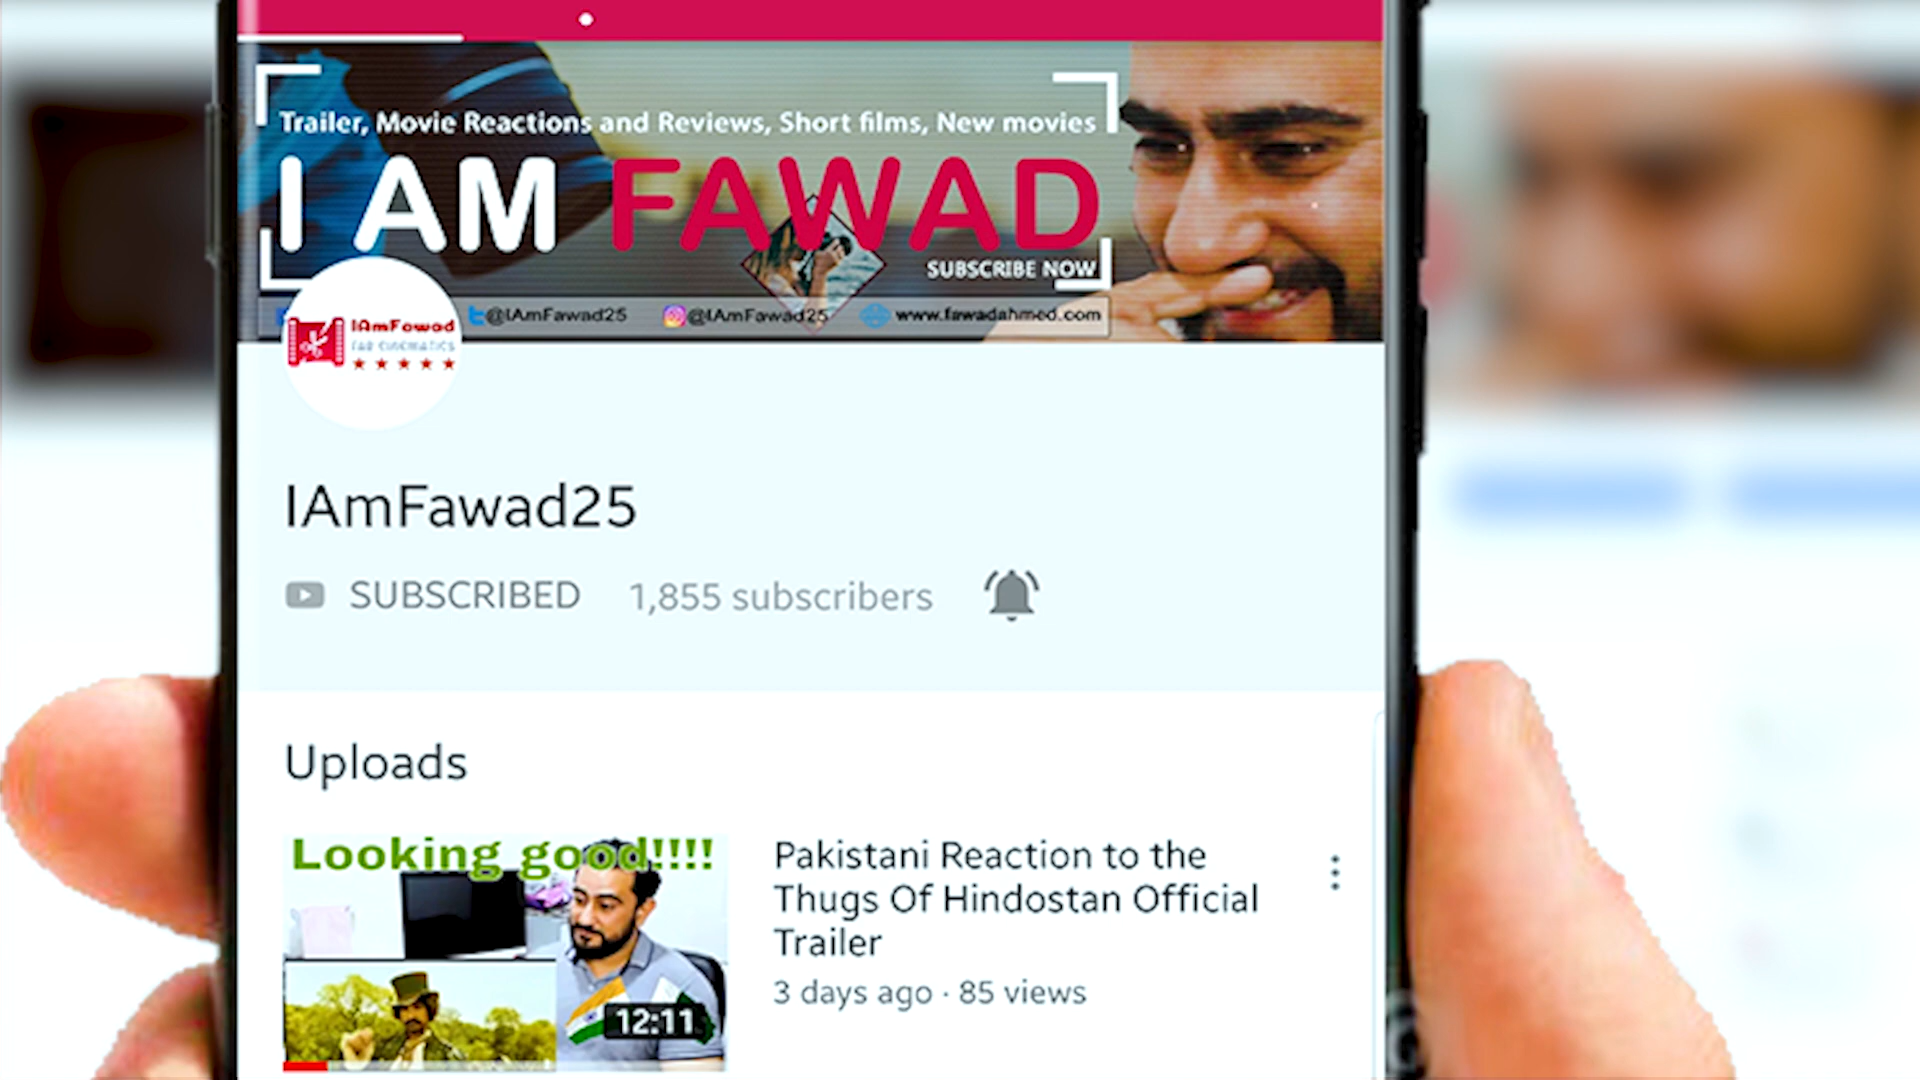 Trailer, Movie Reactions and Reviews, Short films, New movies
I AM FAWAD
SUBSCRIBE NOW
@IAmFawad25 @IAmFawad25 www.fawadahmed.com
IAmFawad
FAB CINEMATICS
IAmFawad25
SUBSCRIBED 1,855 subscribers
Uploads
Looking good!!!!
12:11
Pakistani Reaction to the
Thugs Of Hindostan Official
Trailer
3 days ago · 85 views